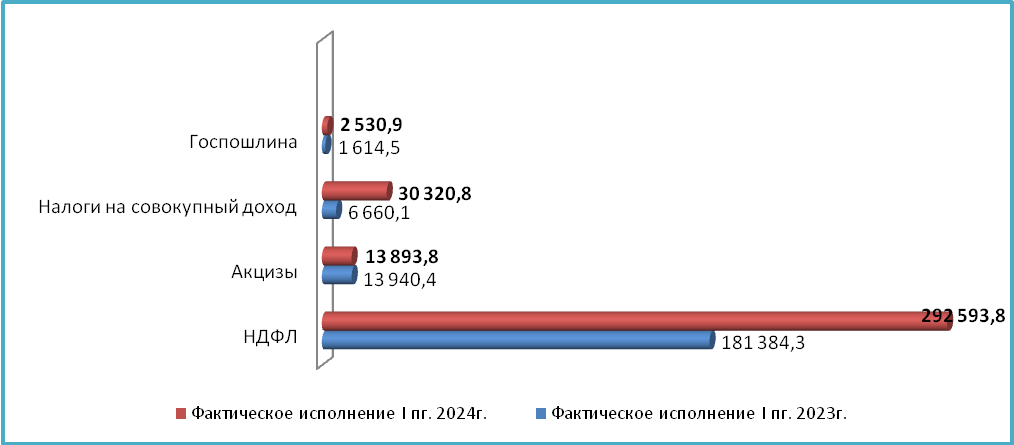 2 530,9
Госпошлина
1 614,5
30 320,8
Налоги на совокупный доход
6 660,1
13 893,8
Акцизы
13 940,4
292 593,8
НДФЛ
181 384,3
Фактическое исполнение I пг. 2024г.
Фактическое исполнение I пг. 2023г.